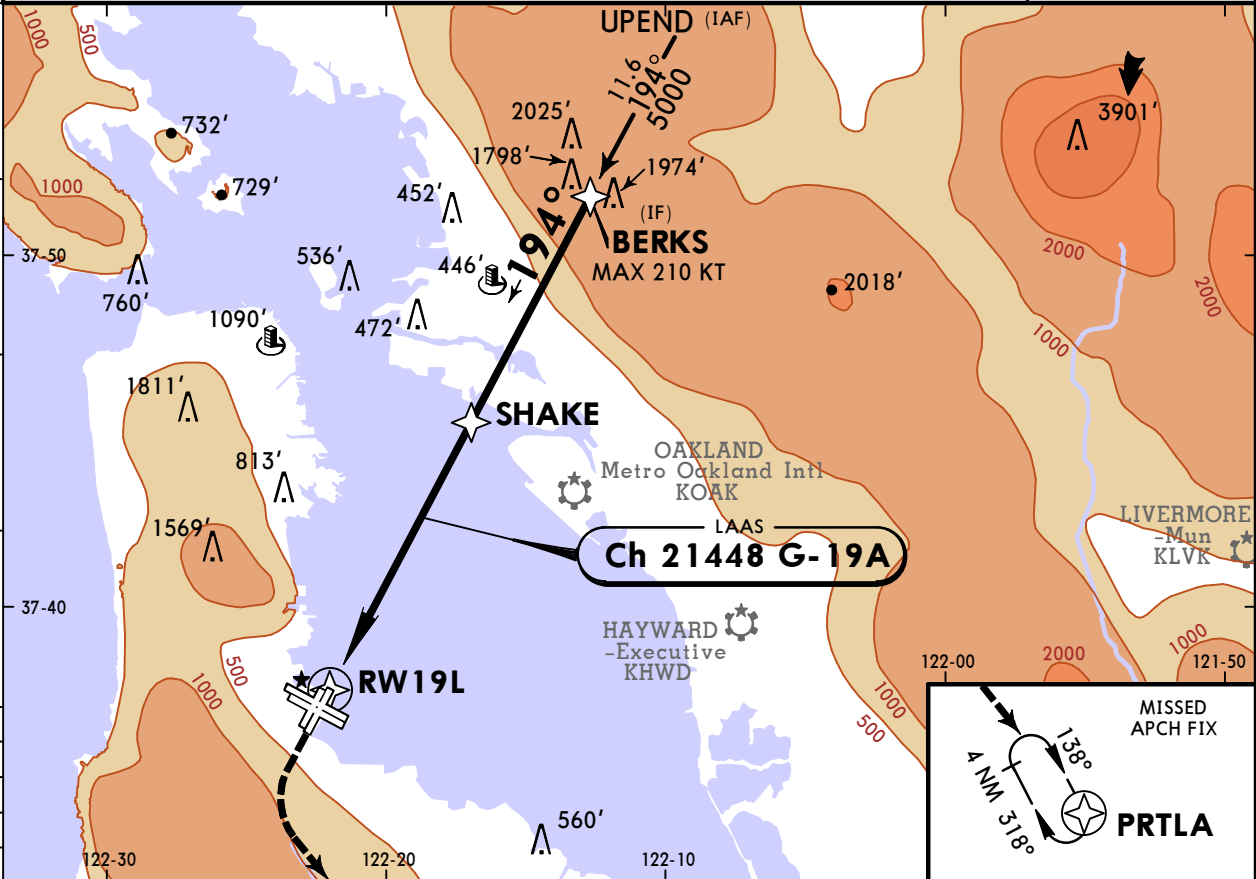 UPEND (IAF)
11.6
194°
5000
1000
500
732'
2025'
3901'
1798'
1974'
729'
452'
1000
(IF)
194°
BERKS
MAX 210 KT
37-50
536'
446'
2000
2018'
760'
2000
1090'
472'
1000
1811'
SHAKE
813'
OAKLAND
Metro Oakland Intl
KOAK
1569'
LAAS
Ch 21448 G-19A
LIVERMORE
-Mun
KLVK
37-40
HAYWARD
-Executive
KHWD
500
1000
RW19L
122-00
2000
1000
121-50
1000
500
MISSED
APCH FIX
138°
4 NM
318°
PRTLA
560'
122-30
122-20
122-10